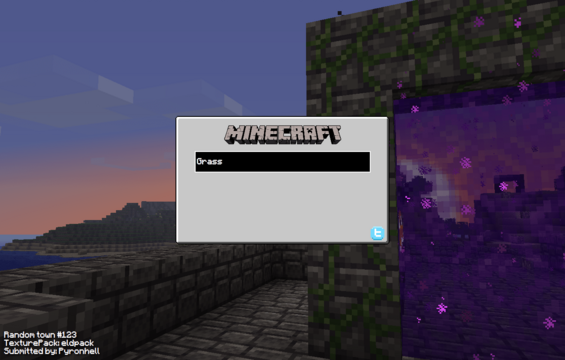 MINECRAFT
Grass
Random town #123
TexturePack: eldpack
Submitted by: Pyronhell